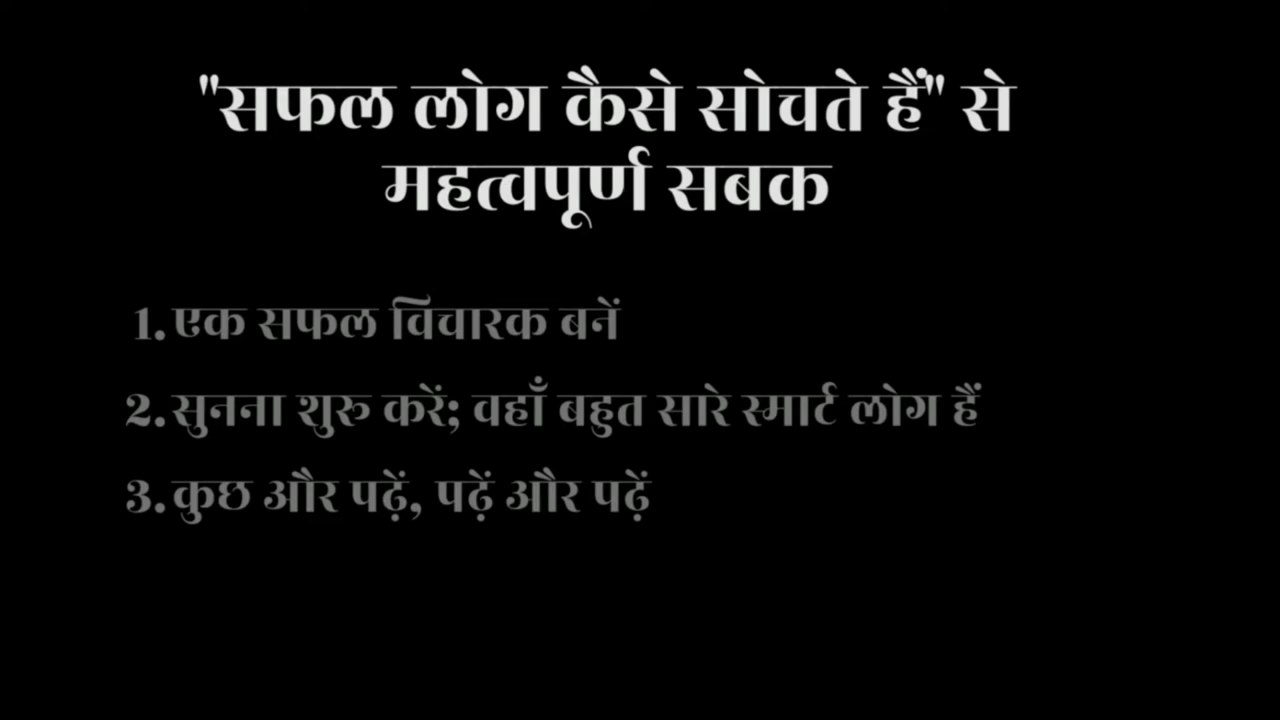 "सफल लोग कैसे सोचते हैं" से
महत्वपूर्ण सबक
1. एक सफल विचारक बनें
2. सुनना शुरू करें; वहाँ बहुत सारे स्मार्ट लोग हैं
3. कुछ और पढ़ें, पढ़ें और पढ़ें